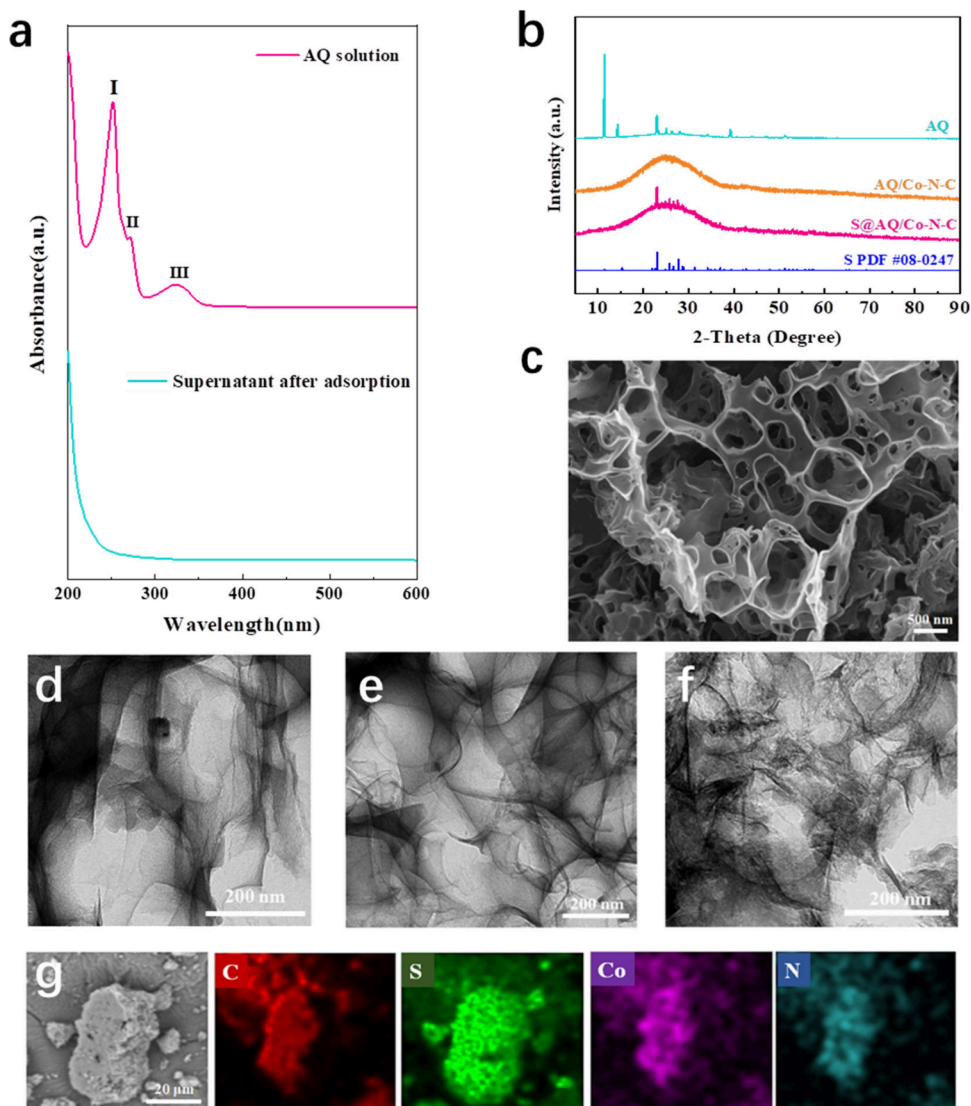 a
AQ solution
I
II
III
Absorbance(a.u.)
Supernatant after adsorption
200 300 400 500 600
Wavelength(nm)
b
Intensity (a.u.)
AQ
AQ/Co-N-C
S@AQ/Co-N-C
S PDF #08-0247
10 20 30 40 50 60 70 80 90
2-Theta (Degree)
c
500 nm
d
200 nm
e
200 nm
f
200 nm
g
20 μm
C
S
Co
N